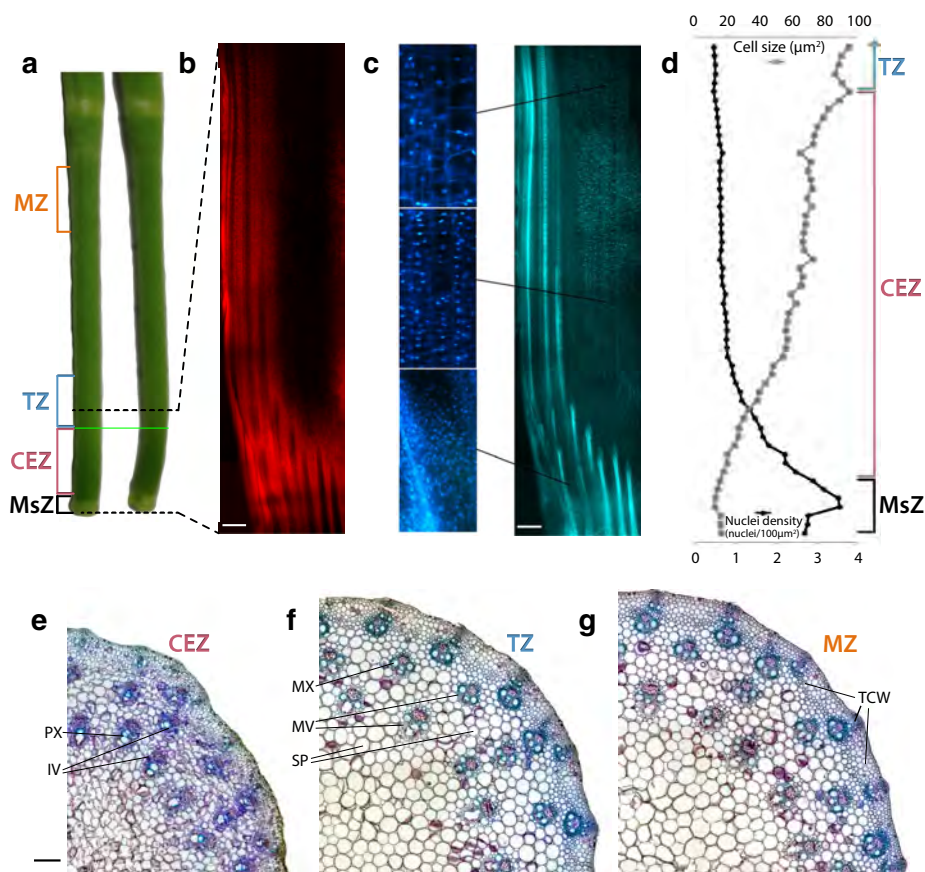 0 20 40 60 80 100
Cell size (μm²)
a b c d
TZ
MZ
CEZ
TZ
CEZ
MsZ
MsZ
Nuclei density
(nuclei/100μm²)
0 1 2 3 4
e CEZ f TZ g MZ
MX
TCW
PX
MV
IV
MV
SP